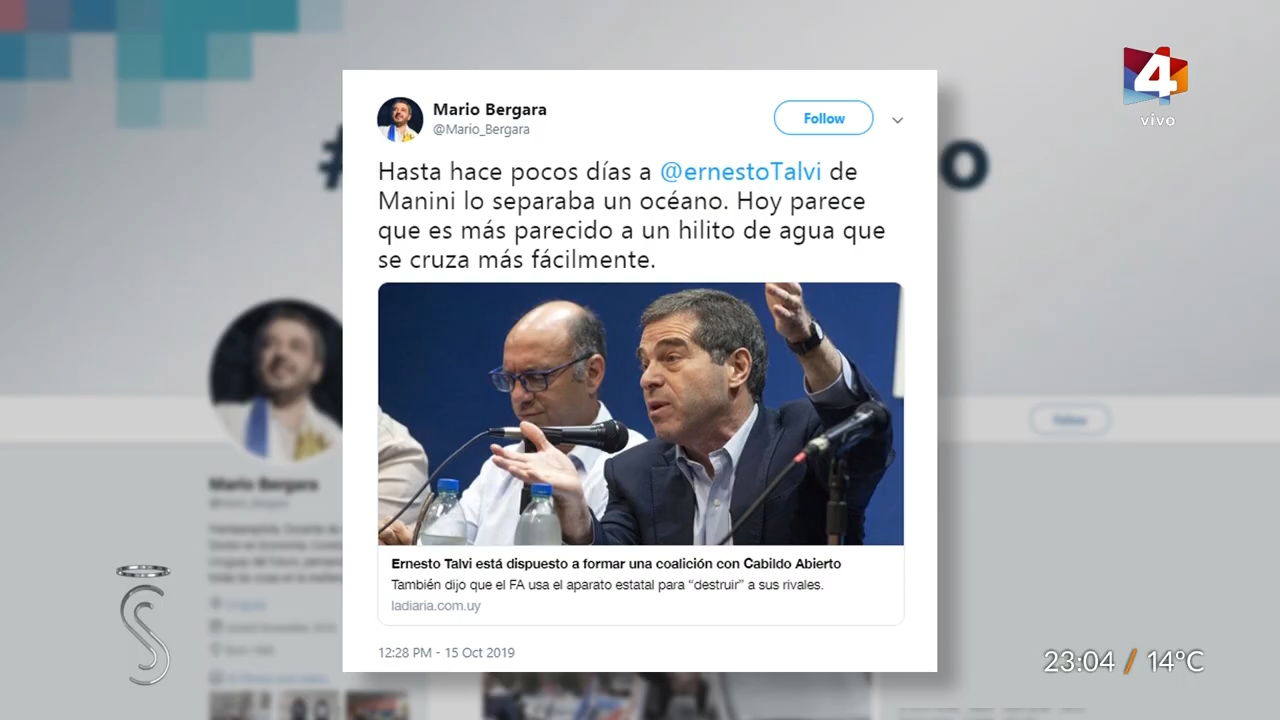 4
vivo
Mario Bergara
@Mario_Bergara
Follow
Hasta hace pocos días a @ernestoTalvi de
Manini lo separaba un océano. Hoy parece
que es más parecido a un hilito de agua que
se cruza más fácilmente.
Ernesto Talvi está dispuesto a formar una coalición con Cabildo Abierto
También dijo que el FA usa el aparato estatal para “destruir” a sus rivales.
ladiaria.com.uy
12:28 PM - 15 Oct 2019
Mario Bergara
Follow
23:04 / 14°C